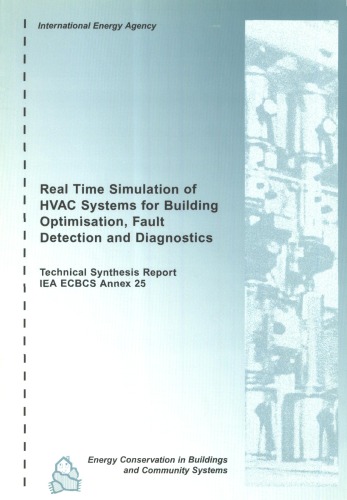 International Energy Agency
Real Time Simulation of
HVAC Systems for Building
Optimisation, Fault
Detection and Diagnostics
Technical Synthesis Report
IEA ECBCS Annex 25
Energy Conservation in Buildings
and Community Systems